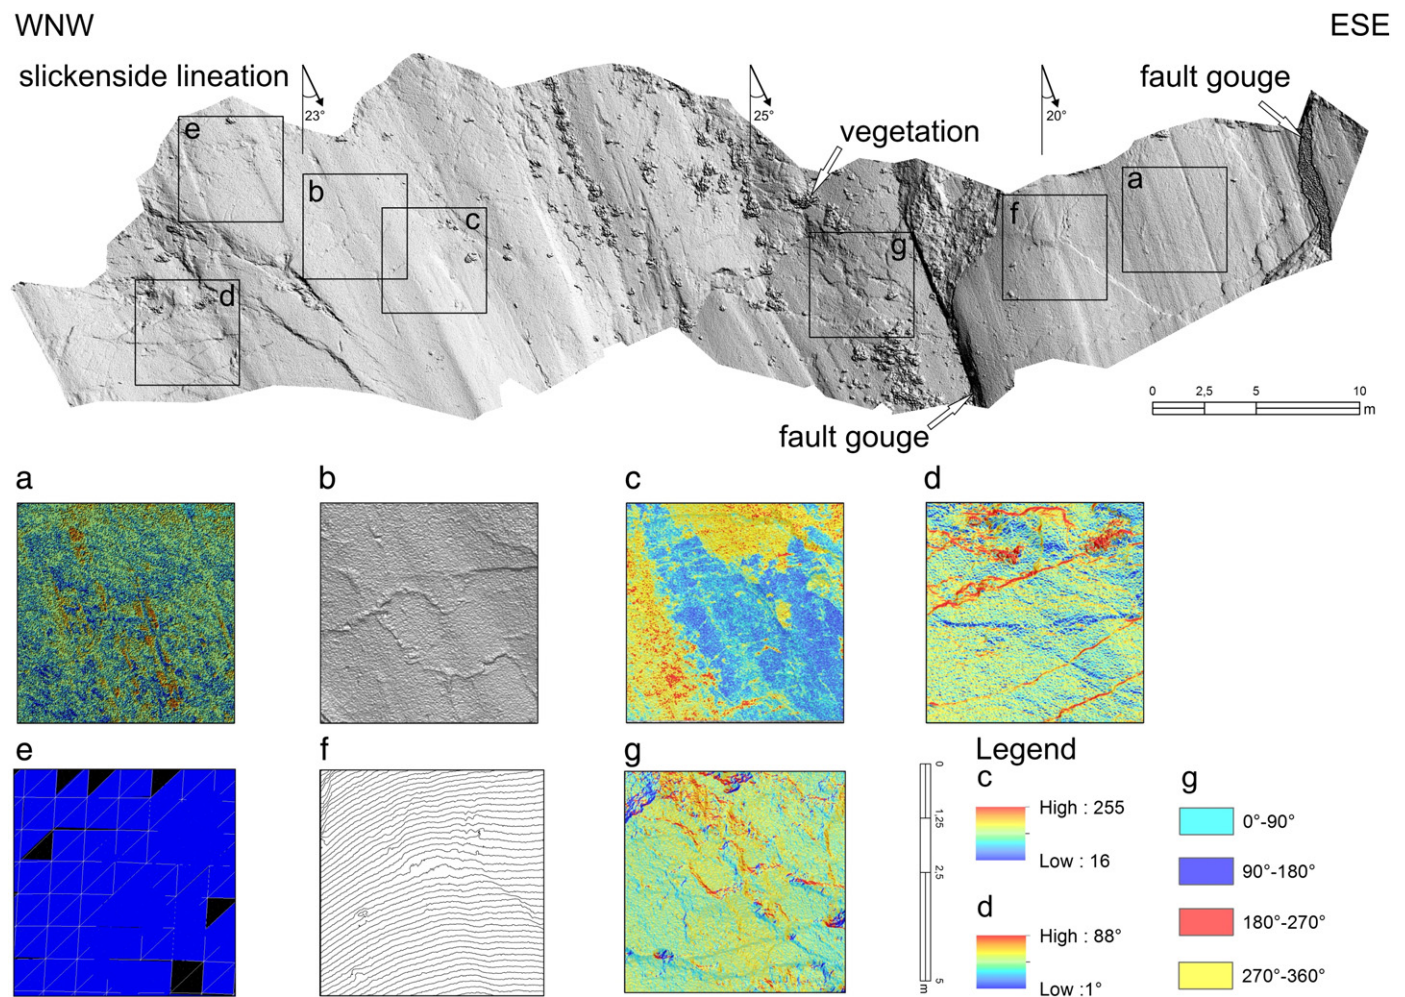 WNW
ESE
slickenside lineation
23°
25°
20°
fault gouge
vegetation
e
b
c
d
g
f
a
0
2,5
5
10
m
fault gouge
a
b
c
d
e
f
g
0
1,25
2,5
5
m
Legend
c
High : 255
Low : 16
d
High : 88°
Low :1°
g
0°-90°
90°-180°
180°-270°
270°-360°